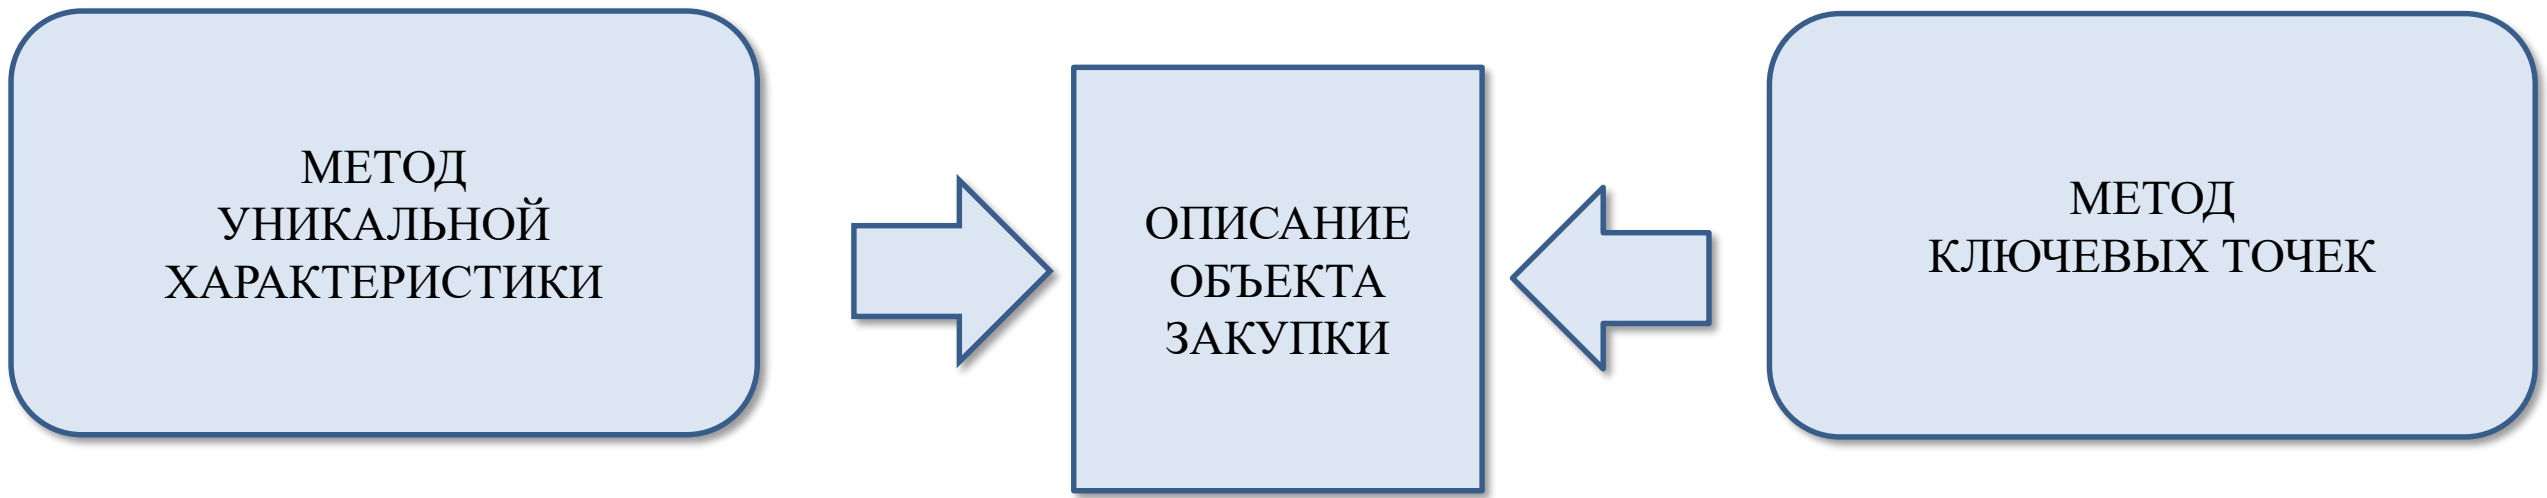 МЕТОД
УНИКАЛЬНОЙ
ХАРАКТЕРИСТИКИ
ОПИСАНИЕ
ОБЪЕКТА
ЗАКУПКИ
МЕТОД
КЛЮЧЕВЫХ ТОЧЕК